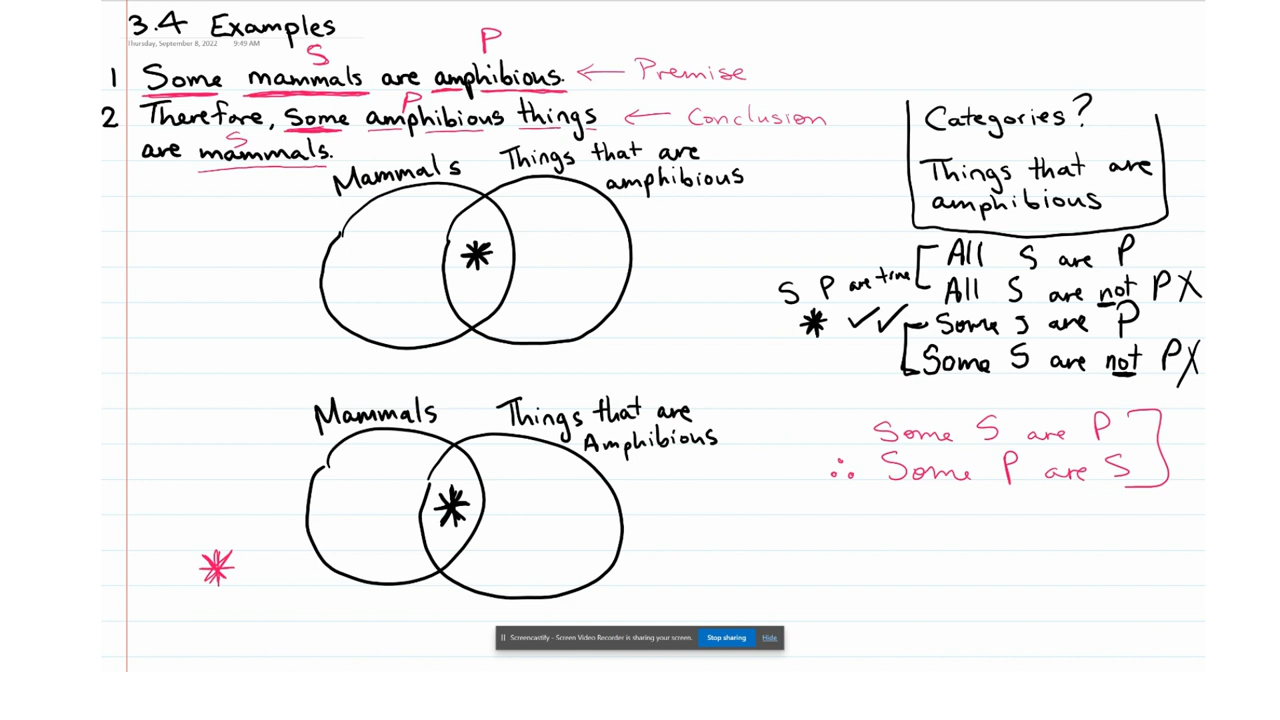 3.4 Examples
Thursday, September 8, 2022 9:49 AM
S P
1 Some mammals are amphibious. ← Premise
P
2 Therefore, Some amphibious things ← Conclusion
S
are mammals.
Mammals Things that are
amphibious
Categories?
Things that are
amphibious
All S are P
S P are true All S are not P X
* ✓✓ Some S are P
Some S are not P X
Mammals Things that are
Amphibious
Some S are P
∴ Some P are S
Screencastify - Screen Video Recorder is sharing your screen. Stop sharing Hide